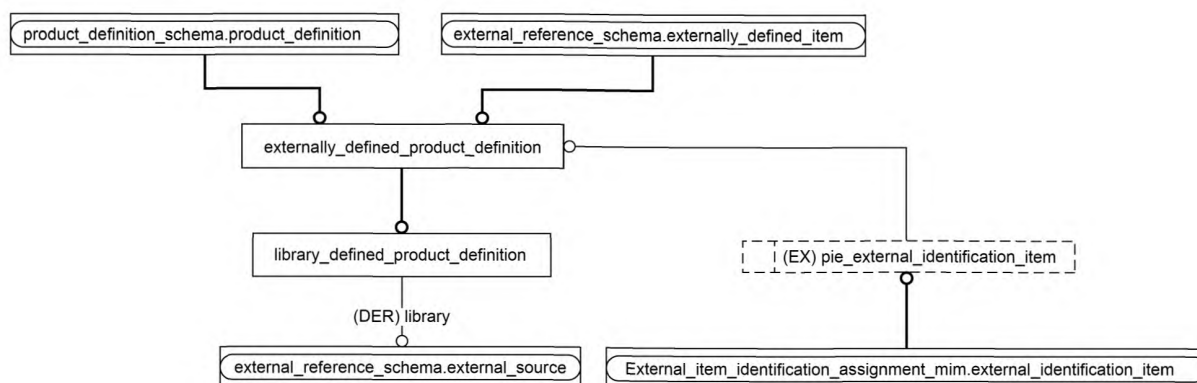 product_definition_schema.product_definition
external_reference_schema.externally_defined_item
externally_defined_product_definition
library_defined_product_definition
(EX) pie_external_identification_item
(DER) library
external_reference_schema.external_source
External_item_identification_assignment_mim.external_identification_item